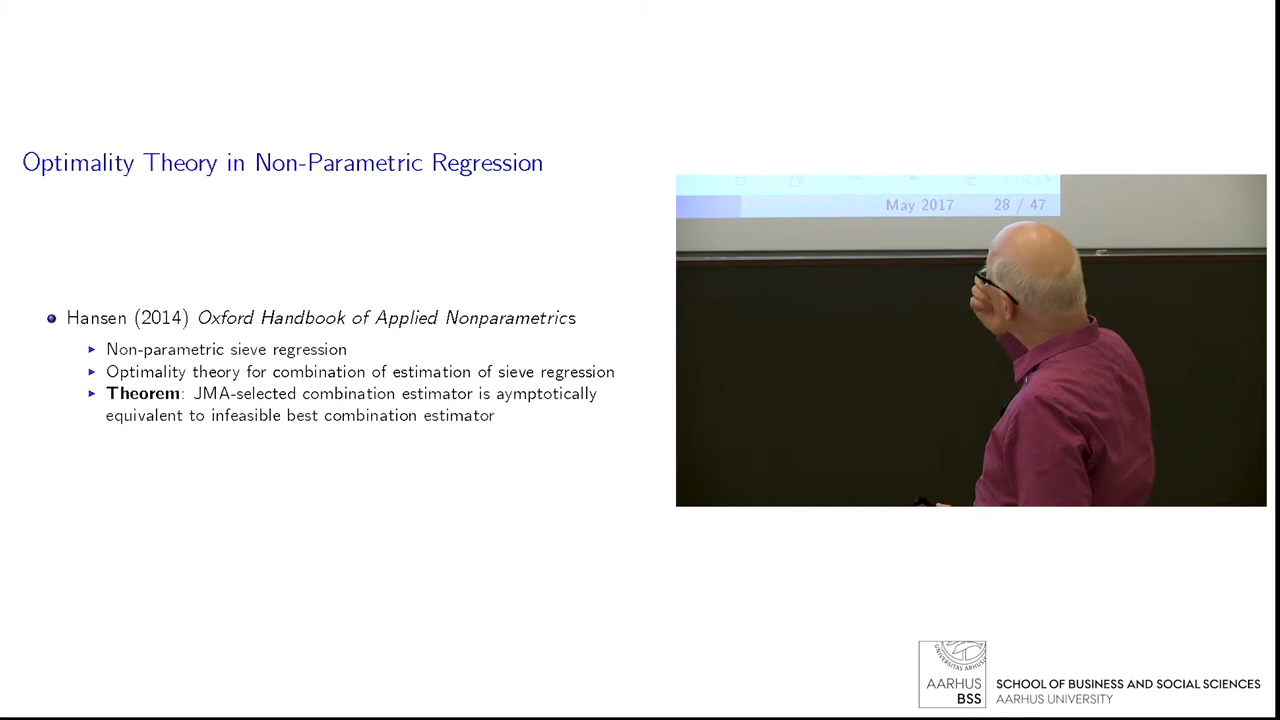 Optimality Theory in Non-Parametric Regression
Hansen (2014) Oxford Handbook of Applied Nonparametrics
Non-parametric sieve regression
Optimality theory for combination of estimation of sieve regression
Theorem: JMA-selected combination estimator is aymptotically
equivalent to infeasible best combination estimator
May 2017 28 / 47
UNIVERSITAS ARHUSIENSIS
AARHUS
BSS
SCHOOL OF BUSINESS AND SOCIAL SCIENCES
AARHUS UNIVERSITY